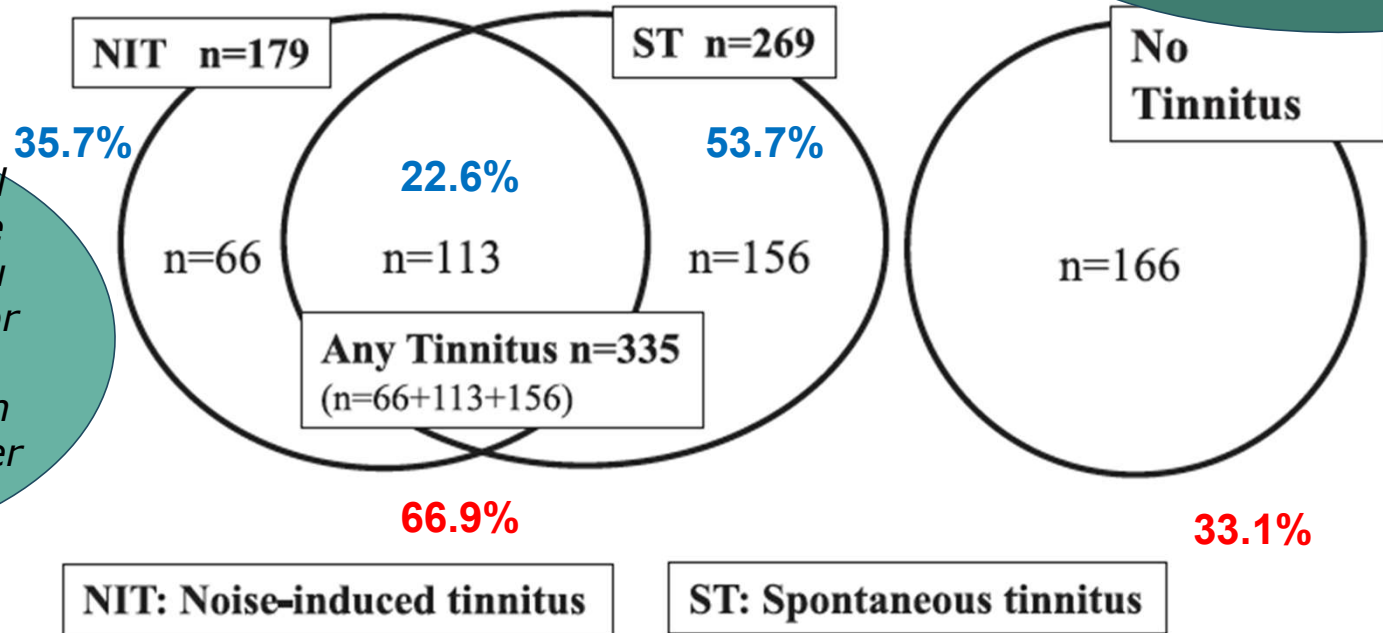 NIT n=179
ST n=269
No
Tinnitus
35.7%
22.6%
53.7%
n=66
n=113
n=156
n=166
Any Tinnitus n=335
(n=66+113+156)
66.9%
33.1%
NIT: Noise-induced tinnitus
ST: Spontaneous tinnitus